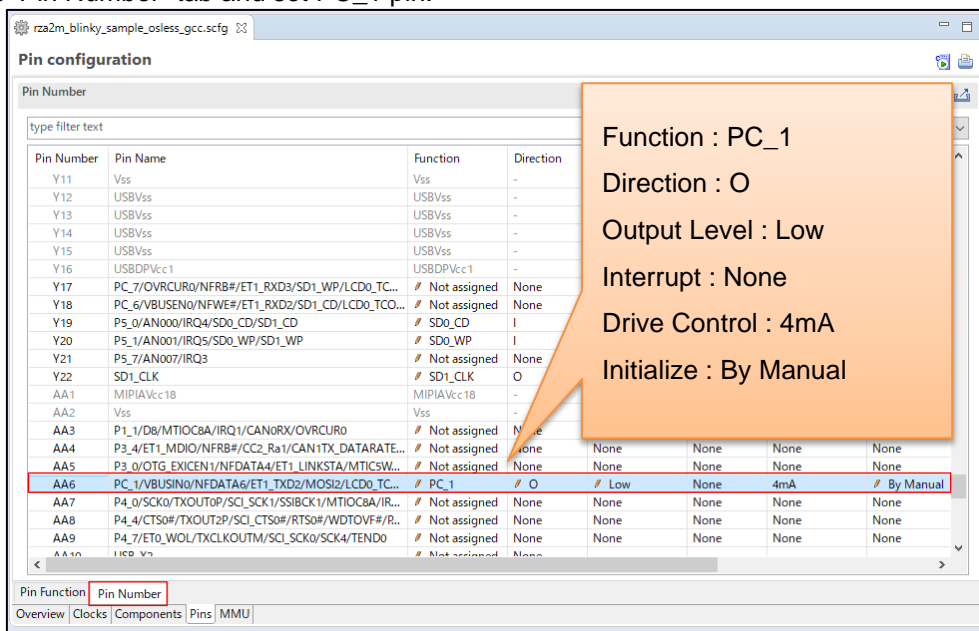 Pin Number tab and set PC_1 pin.
rza2m_blinky_sample_osless_gcc.scfg
Pin configuration
Pin Number
type filter text
Pin Number Pin Name Function Direction
Y11 Vss Vss -
Y12 USBVss USBVss -
Y13 USBVss USBVss -
Y14 USBVss USBVss -
Y15 USBVss USBVss -
Y16 USBDPVcc1 USBDPVcc1 -
Y17 PC_7/OVRCUR0/NFRB#/ET1_RXD3/SD1_WP/LCD0_TC... Not assigned None
Y18 PC_6/VBUSEN0/NFWE#/ET1_RXD2/SD1_CD/LCD0_TCO... Not assigned None
Y19 P5_0/AN000/IRQ4/SD0_CD/SD1_CD SD0_CD I
Y20 P5_1/AN001/IRQ5/SD0_WP/SD1_WP SD0_WP I
Y21 P5_7/AN007/IRQ3 Not assigned None
Y22 SD1_CLK SD1_CLK O
AA1 MIPIAVcc18 MIPIAVcc18 -
AA2 Vss Vss -
AA3 P1_1/D8/MTIOC8A/IRQ1/CAN0RX/OVRCUR0 Not assigned None
AA4 P3_4/ET1_MDIO/NFRB#/CC2_Ra1/CAN1TX_DATARATE... Not assigned None None None None None
AA5 P3_0/OTG_EXICEN1/NFDATA4/ET1_LINKSTA/MTIC5W... Not assigned None None None None None
AA6 PC_1/VBUSIN0/NFDATA6/ET1_TXD2/MOSI2/LCD0_TC... PC_1 O Low None 4mA By Manual
AA7 P4_0/SCK0/TXOUT0P/SCI_SCK1/SSIBCK1/MTIOC8A/IR... Not assigned None None None None None
AA8 P4_4/CTS0#/TXOUT2P/SCI_CTS0#/RTS0#/WDTOVF#/P... Not assigned None None None None None
AA9 P4_7/ET0_WOL/TXCLKOUTM/SCI_SCK0/SCK4/TEND0 Not assigned None None None None None
AA10 USB_X2 Not assigned None
Function : PC_1
Direction : O
Output Level : Low
Interrupt : None
Drive Control : 4mA
Initialize : By Manual
Pin Function Pin Number
Overview Clocks Components Pins MMU